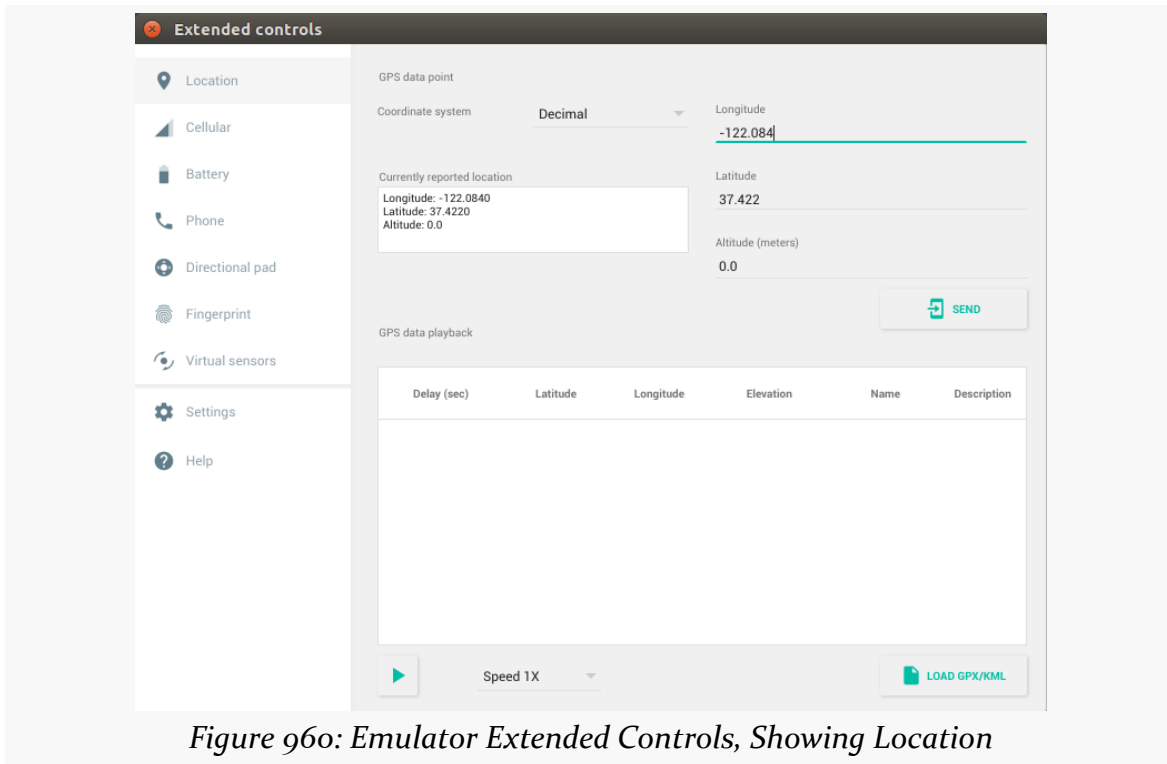 Extended controls
Location
Cellular
Battery
Phone
Directional pad
Fingerprint
Virtual sensors
Settings
Help
GPS data point
Coordinate system
Decimal
Longitude
-122.084
Currently reported location
Longitude: -122.0840
Latitude: 37.4220
Altitude: 0.0
Latitude
37.422
Altitude (meters)
0.0
SEND
GPS data playback
Delay (sec) Latitude Longitude Elevation Name Description
Speed 1X
LOAD GPX/KML
Figure 960: Emulator Extended Controls, Showing Location